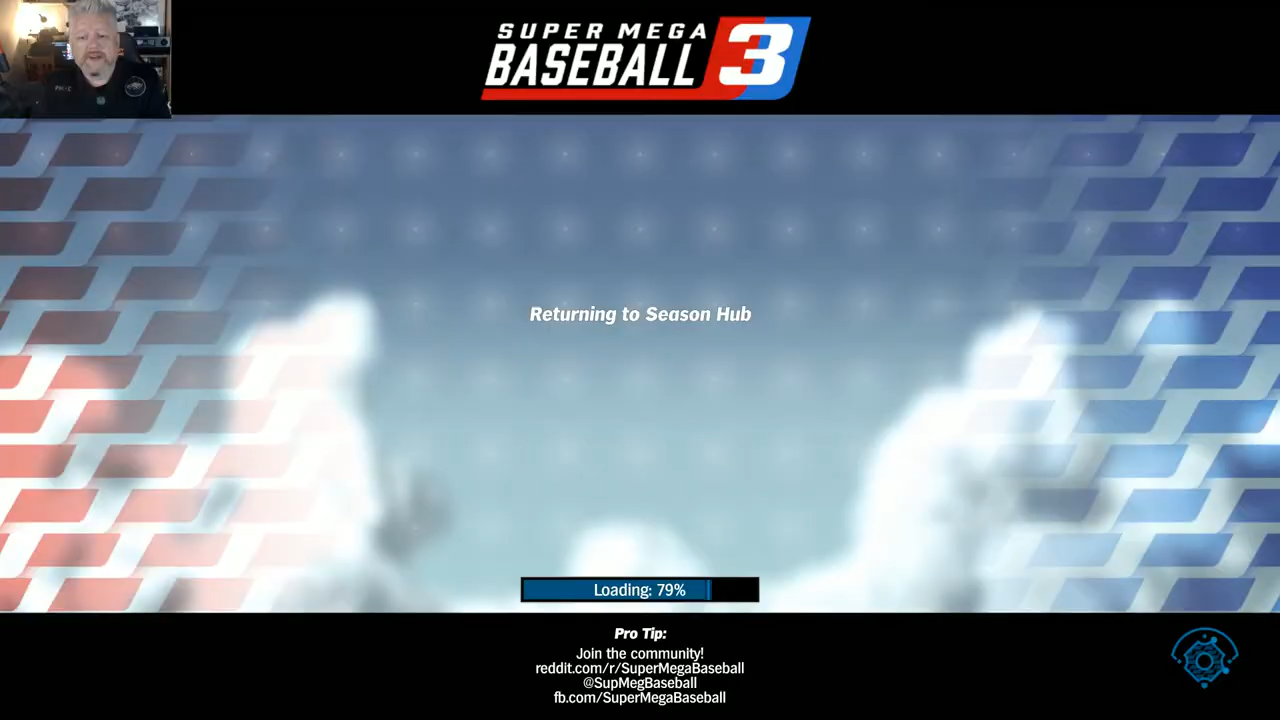 SUPER MEGA
BASEBALL 3
Returning to Season Hub
Loading: 79%
Pro Tip:
Join the community!
reddit.com/r/SuperMegaBaseball
@SupMegBaseball
fb.com/SuperMegaBaseball